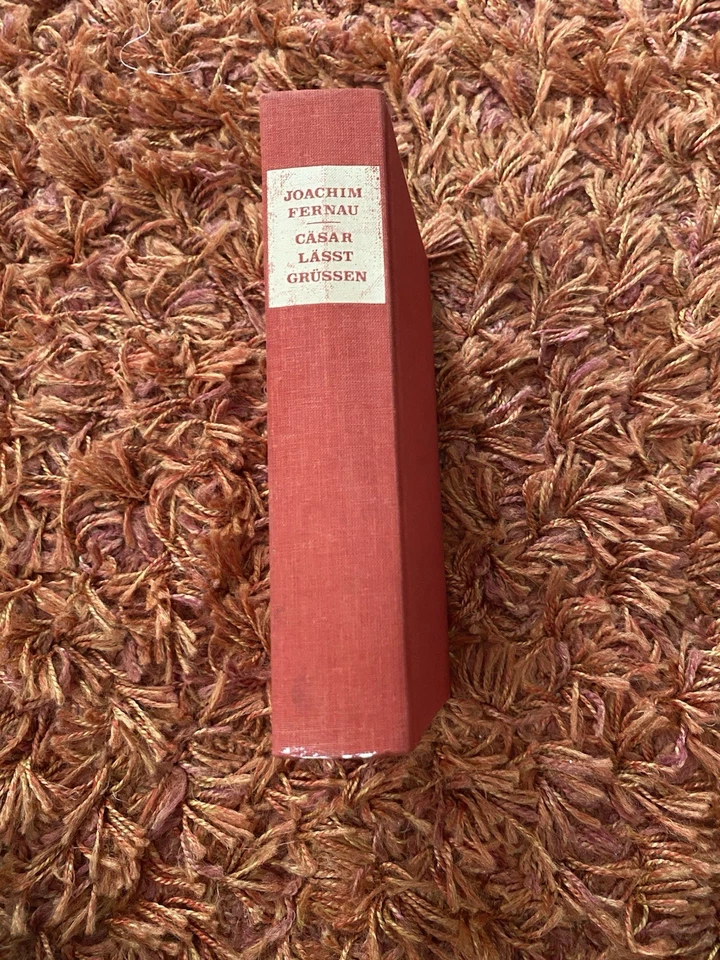 JOACHIM
FERNAU
CÄSAR
LÄSST
GRÜSSEN